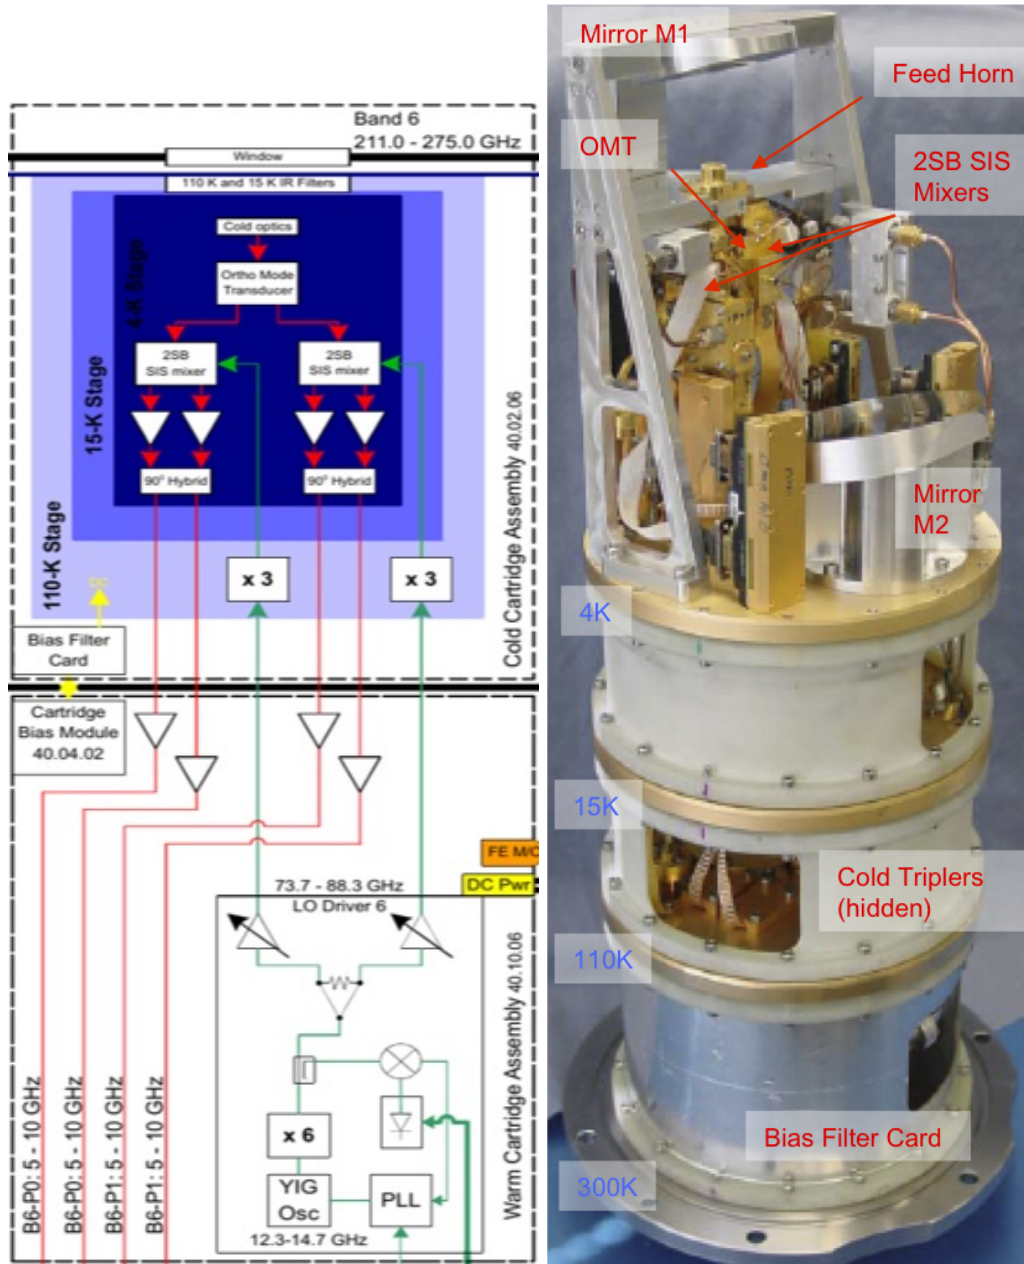 Band 6
211.0 - 275.0 GHz
Window
110 K and 15 K IR Filters
Cold optics
Ortho Mode
Transducer
4-K Stage
2SB
SIS mixer
2SB
SIS mixer
15-K Stage
90° Hybrid
90° Hybrid
110-K Stage
x 3
x 3
DC
Bias Filter
Card
Cold Cartridge Assembly 40.02.06
Cartridge
Bias Module
40.04.02
FE M/C
DC Pwr
73.7 - 88.3 GHz
LO Driver 6
x 6
YIG
Osc
PLL
12.3-14.7 GHz
B6-P0: 5 - 10 GHz
B6-P0: 5 - 10 GHz
B6-P1: 5 - 10 GHz
B6-P1: 5 - 10 GHz
Warm Cartridge Assembly 40.10.06
Mirror M1
Feed Horn
OMT
2SB SIS
Mixers
Mirror
M2
4K
15K
Cold Triplers
(hidden)
110K
Bias Filter Card
300K